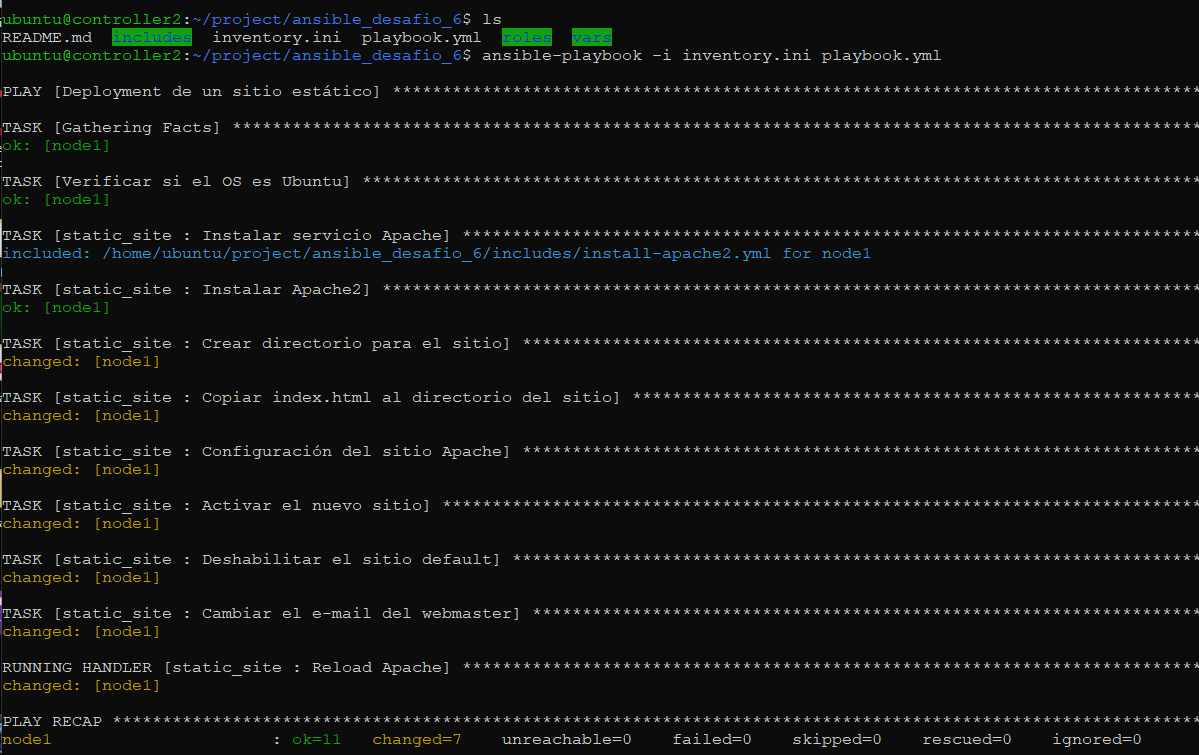 ubuntu@controller2:~/project/ansible_desafio_6$ ls
README.md  includes  inventory.ini  playbook.yml  roles  vars
ubuntu@controller2:~/project/ansible_desafio_6$ ansible-playbook -i inventory.ini playbook.yml
PLAY [Deployment de un sitio estático] *********************************************************************************
TASK [Gathering Facts] *************************************************************************************************
ok: [node1]
TASK [Verificar si el OS es Ubuntu] ************************************************************************************
ok: [node1]
TASK [static_site : Instalar servicio Apache] **************************************************************************
included: /home/ubuntu/project/ansible_desafio_6/includes/install-apache2.yml for node1
TASK [static_site : Instalar Apache2] **********************************************************************************
ok: [node1]
TASK [static_site : Crear directorio para el sitio] ********************************************************************
changed: [node1]
TASK [static_site : Copiar index.html al directorio del sitio] *********************************************************
changed: [node1]
TASK [static_site : Configuración del sitio Apache] ********************************************************************
changed: [node1]
TASK [static_site : Activar el nuevo sitio] ****************************************************************************
changed: [node1]
TASK [static_site : Deshabilitar el sitio default] *********************************************************************
changed: [node1]
TASK [static_site : Cambiar el e-mail del webmaster] *******************************************************************
changed: [node1]
RUNNING HANDLER [static_site : Reload Apache] **************************************************************************
changed: [node1]
PLAY RECAP *************************************************************************************************************
node1                      : ok=11   changed=7    unreachable=0    failed=0    skipped=0    rescued=0    ignored=0